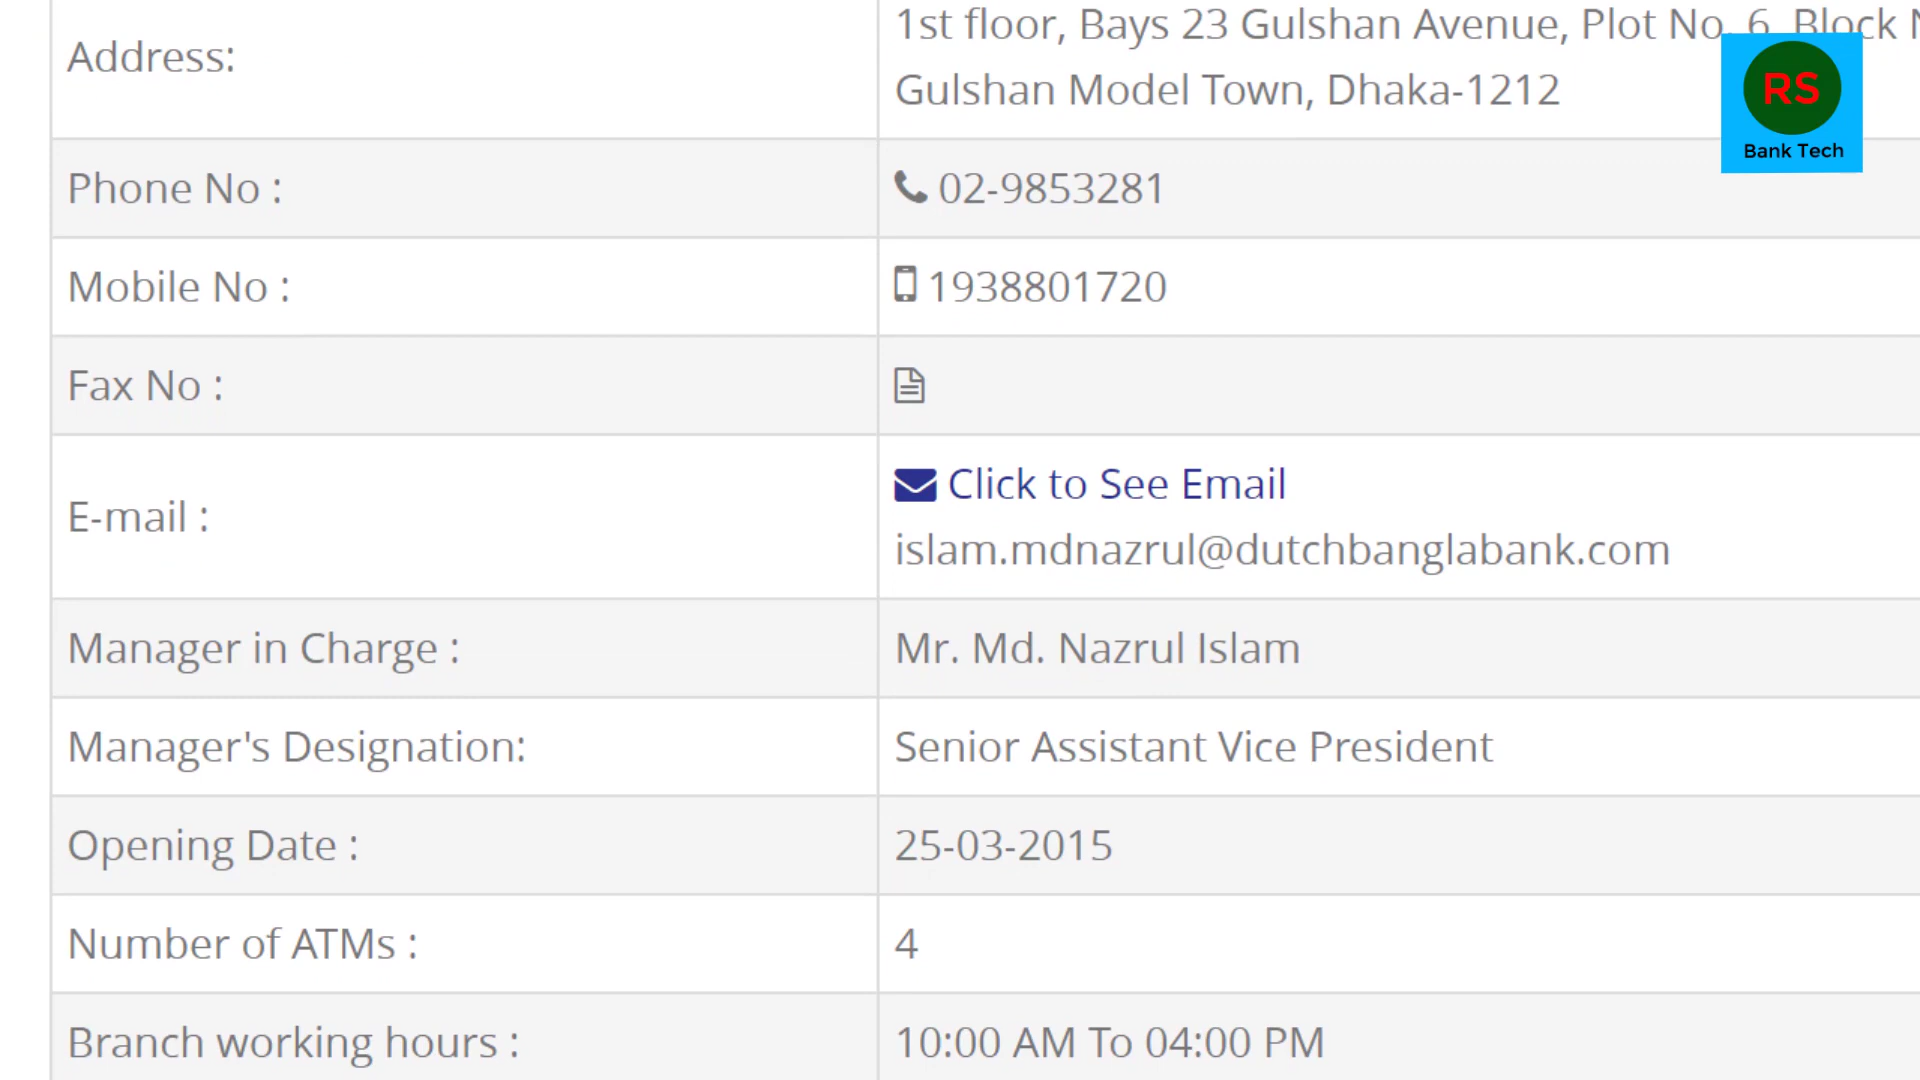 Address:
1st floor, Bays 23 Gulshan Avenue, Plot No. 6, Block
Gulshan Model Town, Dhaka-1212
RS
Bank Tech
Phone No :
02-9853281
Mobile No :
1938801720
Fax No :
E-mail :
Click to See Email
islam.mdnazrul@dutchbanglabank.com
Manager in Charge :
Mr. Md. Nazrul Islam
Manager's Designation:
Senior Assistant Vice President
Opening Date :
25-03-2015
Number of ATMs :
4
Branch working hours :
10:00 AM To 04:00 PM